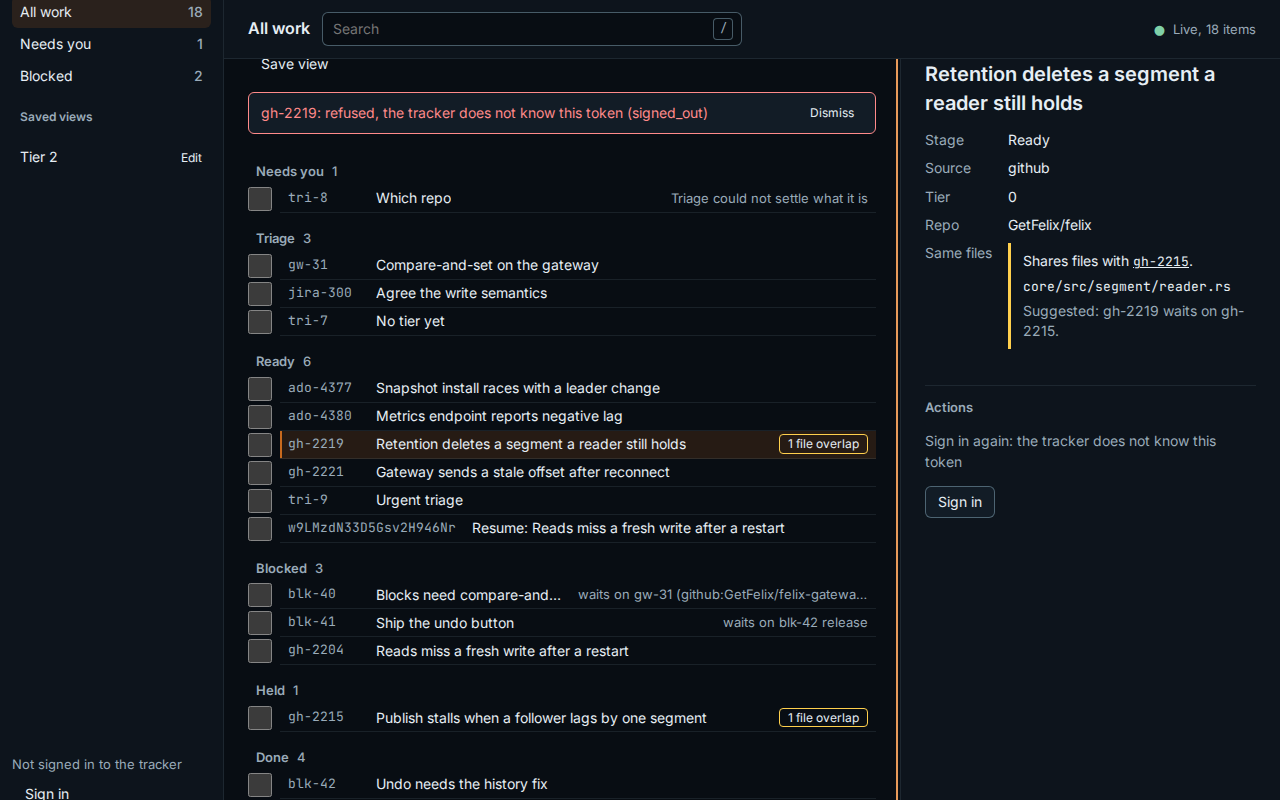 All work 18
Needs you 1
Blocked 2
Saved views
Tier 2 Edit
Not signed in to the tracker
Sign in
All work
Search /
Live, 18 items
Save view
gh-2219: refused, the tracker does not know this token (signed_out) Dismiss
Needs you 1
tri-8 Which repo Triage could not settle what it is
Triage 3
gw-31 Compare-and-set on the gateway
jira-300 Agree the write semantics
tri-7 No tier yet
Ready 6
ado-4377 Snapshot install races with a leader change
ado-4380 Metrics endpoint reports negative lag
gh-2219 Retention deletes a segment a reader still holds 1 file overlap
gh-2221 Gateway sends a stale offset after reconnect
tri-9 Urgent triage
w9LMzdN33D5Gsv2H946Nr Resume: Reads miss a fresh write after a restart
Blocked 3
blk-40 Blocks need compare-and... waits on gw-31 (github:GetFelix/felix-gatewa...
blk-41 Ship the undo button waits on blk-42 release
gh-2204 Reads miss a fresh write after a restart
Held 1
gh-2215 Publish stalls when a follower lags by one segment 1 file overlap
Done 4
blk-42 Undo needs the history fix
Retention deletes a segment a
reader still holds
Stage Ready
Source github
Tier 0
Repo GetFelix/felix
Same files Shares files with gh-2215.
core/src/segment/reader.rs
Suggested: gh-2219 waits on gh-
2215.
Actions
Sign in again: the tracker does not know this
token
Sign in